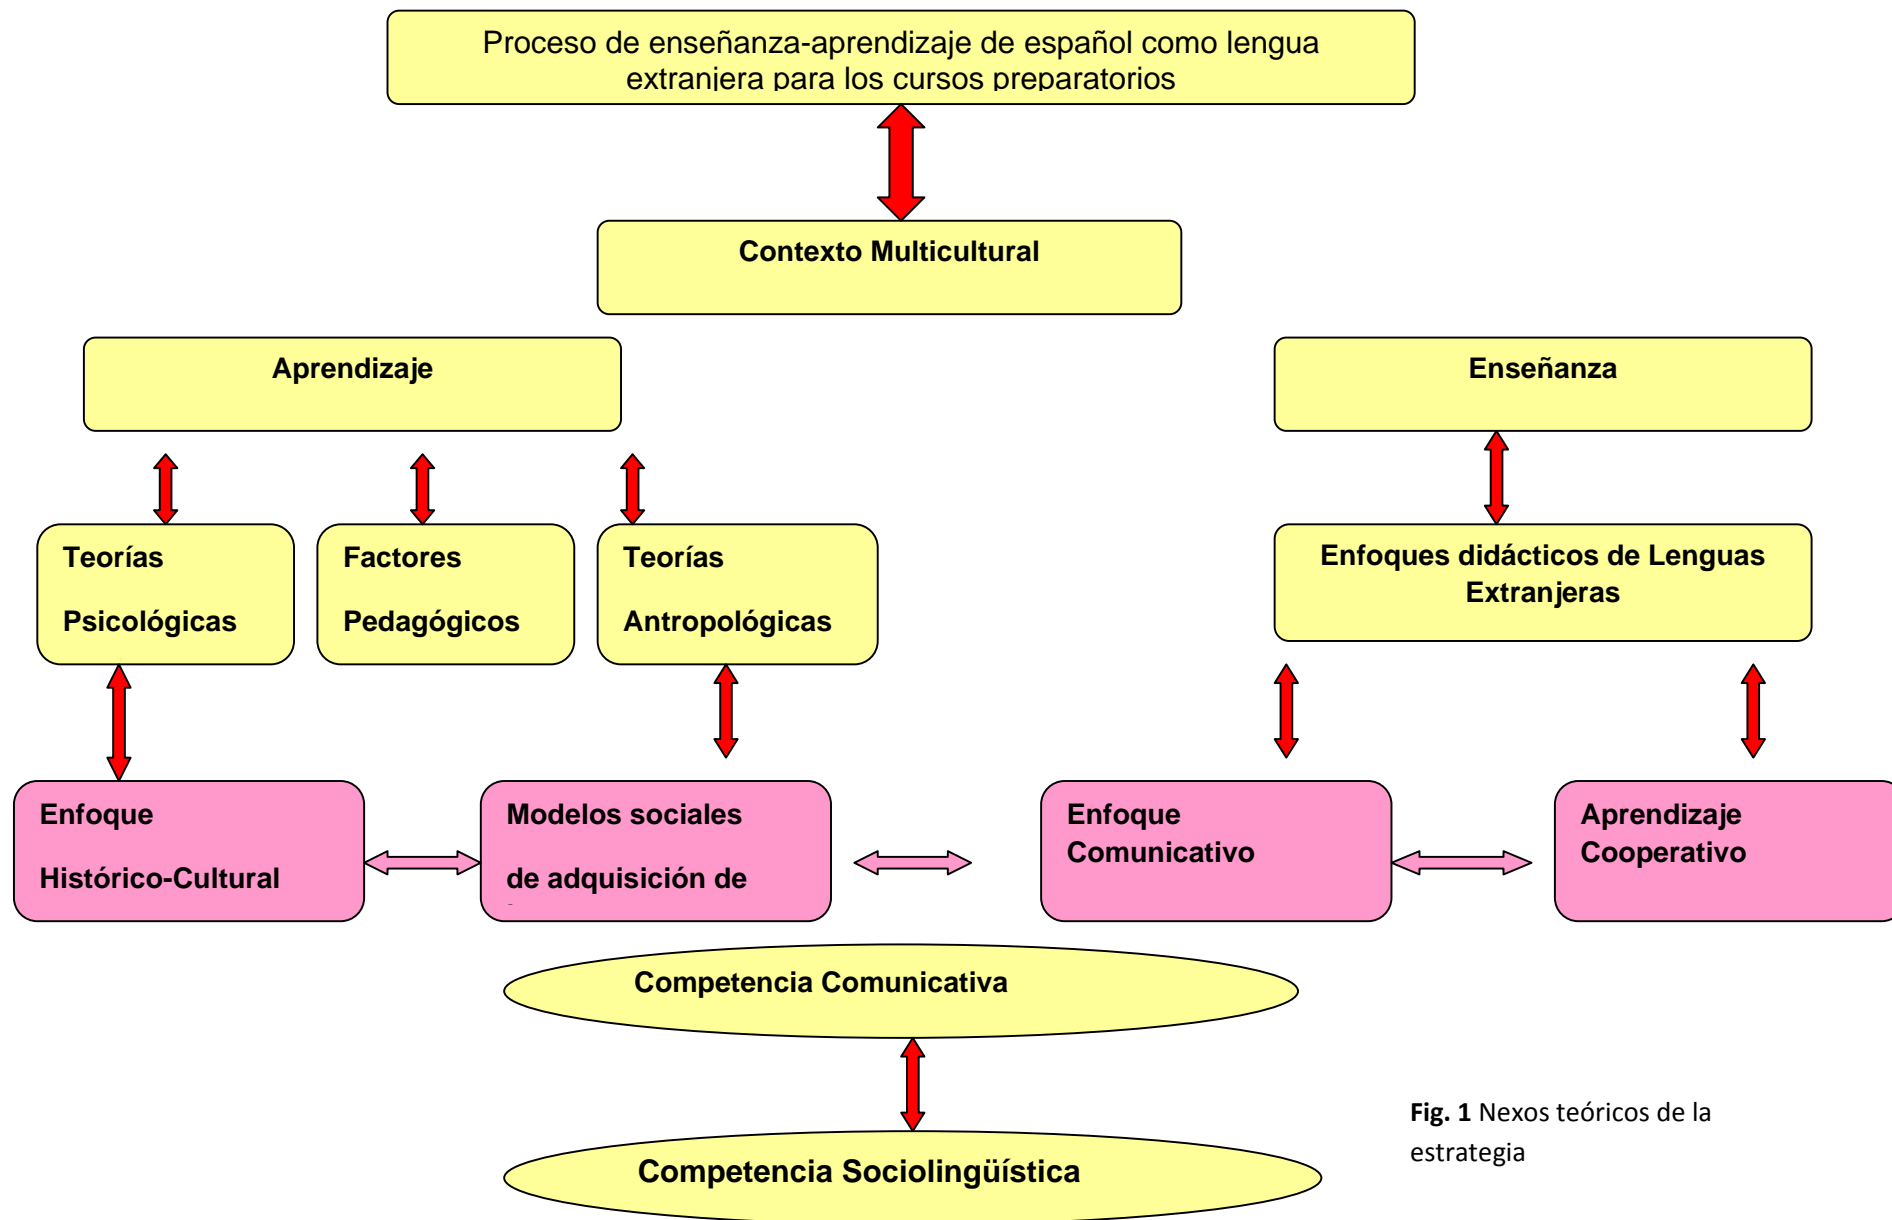 Proceso de enseñanza-aprendizaje de español como lengua
extranjera para los cursos preparatorios
Contexto Multicultural
Aprendizaje
Enseñanza
Teorías
Psicológicas
Factores
Pedagógicos
Teorías
Antropológicas
Enfoques didácticos de Lenguas
Extranjeras
Enfoque
Histórico-Cultural
Modelos sociales
de adquisición de
Enfoque
Comunicativo
Aprendizaje
Cooperativo
Competencia Comunicativa
Competencia Sociolingüística
Fig. 1 Nexos teóricos de la
estrategia